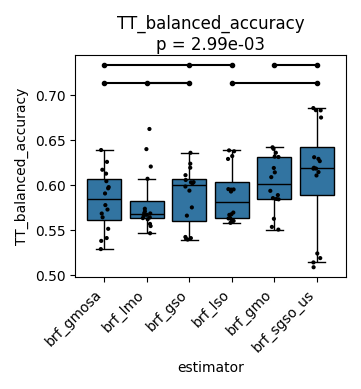 TT_balanced_accuracy
p = 2.99e-03
TT_balanced_accuracy
0.70
0.65
0.60
0.55
0.50
brf_gmosa
brf_lmo
brf_gso
brf_lso
brf_gmo
brf_sgso_us
estimator